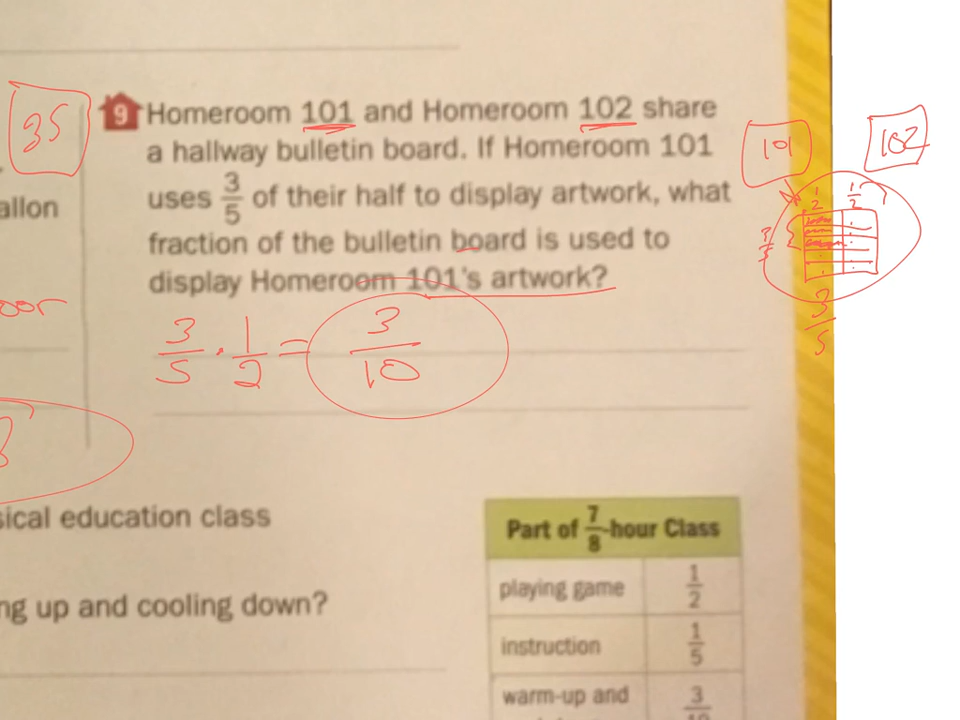 35
9 Homeroom 101 and Homeroom 102 share
a hallway bulletin board. If Homeroom 101
uses 3/5 of their half to display artwork, what
fraction of the bulletin board is used to
display Homeroom 101's artwork?
3/5 · 1/2 = 3/10
101
102
1/2 1/2
3/5
3/5
allon
oor
sical education class
ng up and cooling down?
Part of 7/8-hour Class
playing game 1/2
instruction 1/5
warm-up and 3/10